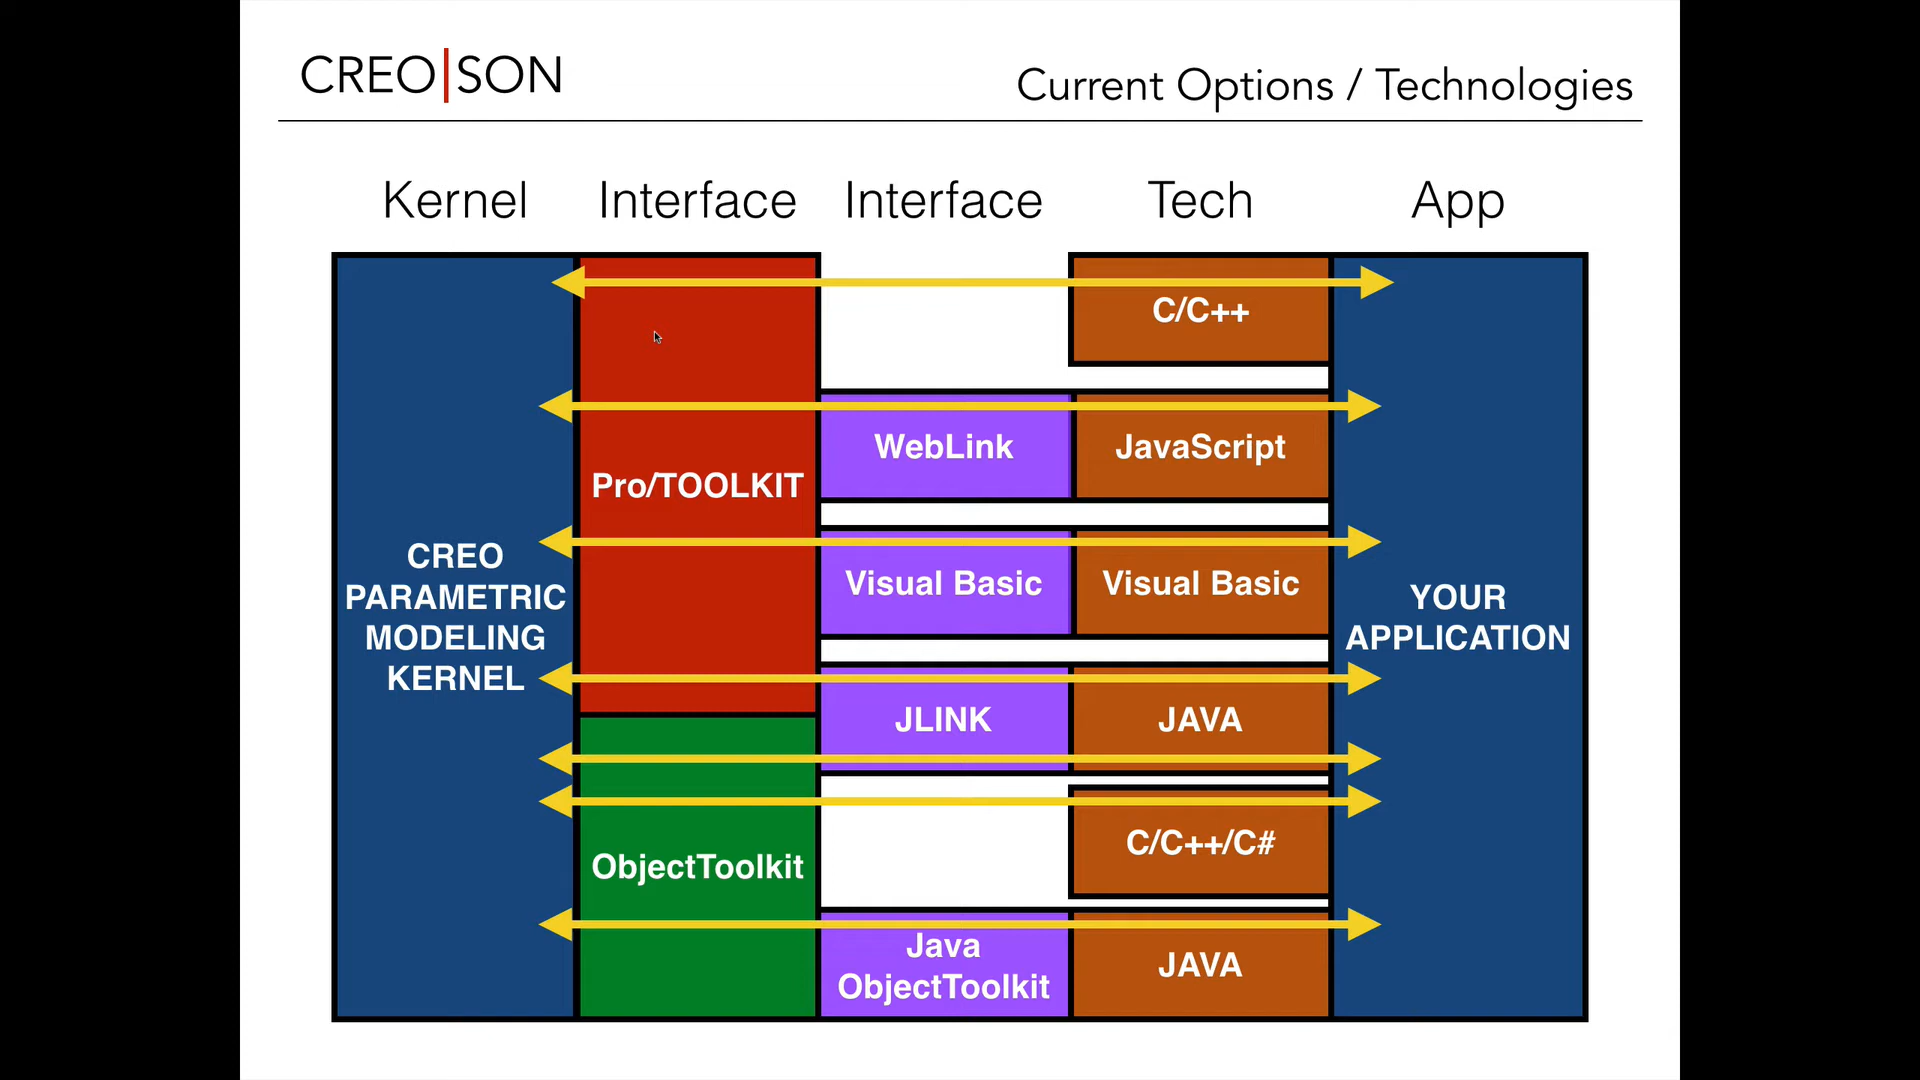 CREO|SON
Current Options / Technologies
Kernel
Interface
Interface
Tech
App
CREO
PARAMETRIC
MODELING
KERNEL
Pro/TOOLKIT
ObjectToolkit
C/C++
WebLink
JavaScript
Visual Basic
Visual Basic
JLINK
JAVA
C/C++/C#
Java
ObjectToolkit
JAVA
YOUR
APPLICATION